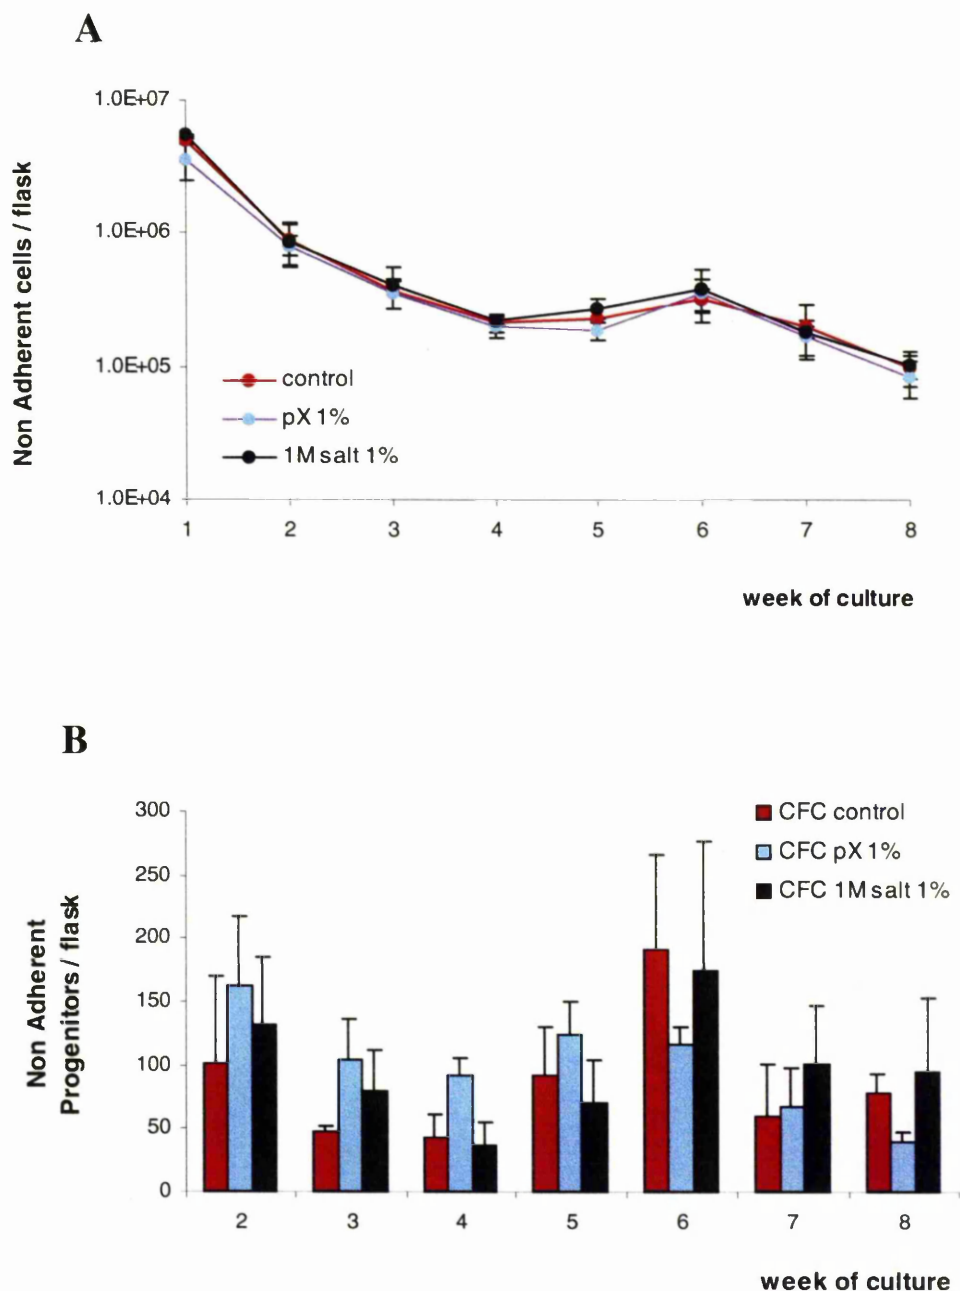 A
Non Adherent cells / flask
1.0E+07
1.0E+06
1.0E+05
1.0E+04
control
pX 1%
1M salt 1%
1 2 3 4 5 6 7 8
week of culture
B
Non Adherent
Progenitors / flask
300
250
200
150
100
50
0
CFC control
CFC pX 1%
CFC 1M salt 1%
2 3 4 5 6 7 8
week of culture